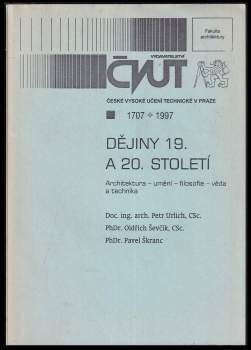 VYDAVATELSTVÍ
ČVUT
Fakulta
architektury
ČESKÉ VYSOKÉ UČENÍ TECHNICKÉ V PRAZE
1707 ÷ 1997
DĚJINY 19.
A 20. STOLETÍ
Architektura – umění – filosofie – věda
a technika
Doc. ing. arch. Petr Urlich, CSc.
PhDr. Oldřich Ševčík, CSc.
PhDr. Pavel Škranc